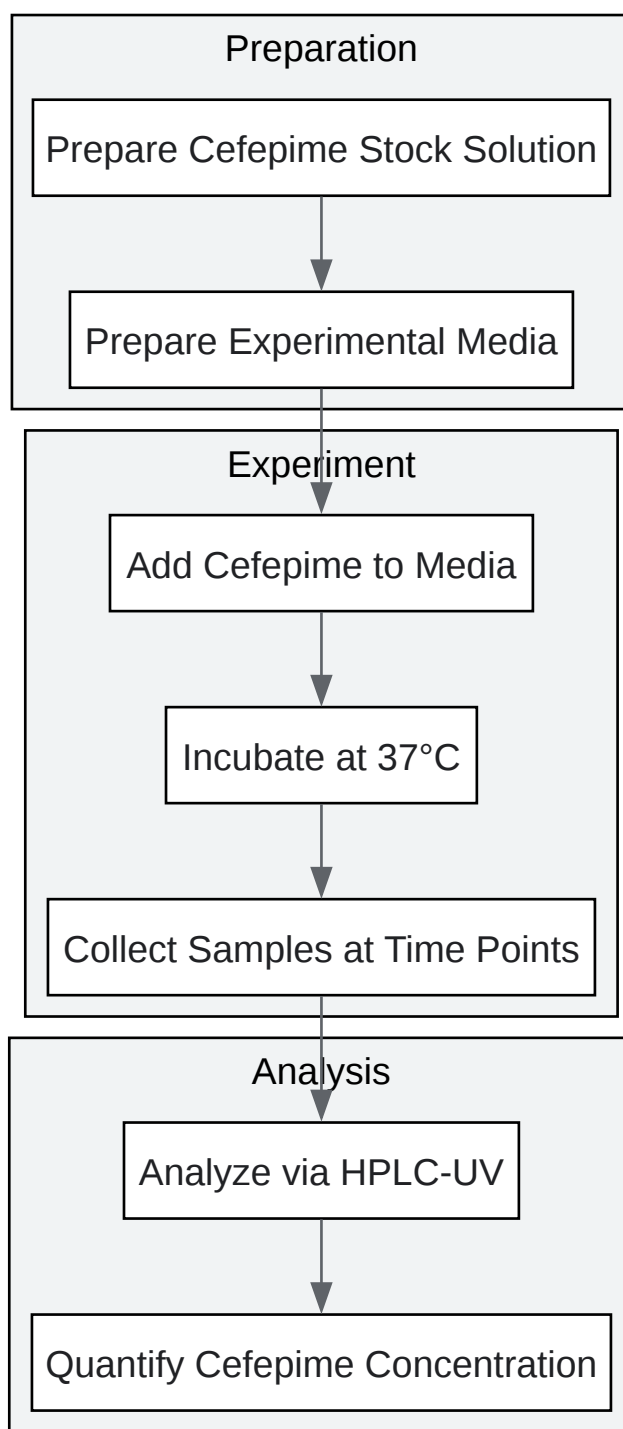 Preparation
Prepare Cefepime Stock Solution
Prepare Experimental Media
Experiment
Add Cefepime to Media
Incubate at 37°C
Collect Samples at Time Points
Analysis
Analyze via HPLC-UV
Quantify Cefepime Concentration